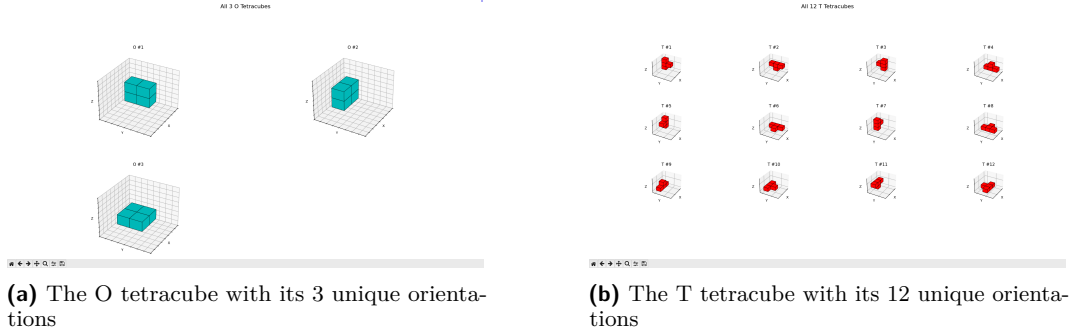 All 3 O Tetracubes
O #1
O #2
Z
Y
X
Z
Y
X
O #3
Z
Y
X
(a) The O tetracube with its 3 unique orienta-
tions
All 12 T Tetracubes
T #1
T #2
T #3
T #4
Z
Y
X
Z
Y
X
Z
Y
X
Z
Y
X
T #5
T #6
T #7
T #8
Z
Y
X
Z
Y
X
Z
Y
X
Z
Y
X
T #9
T #10
T #11
T #12
Z
Y
X
Z
Y
X
Z
Y
X
Z
Y
X
(b) The T tetracube with its 12 unique orienta-
tions